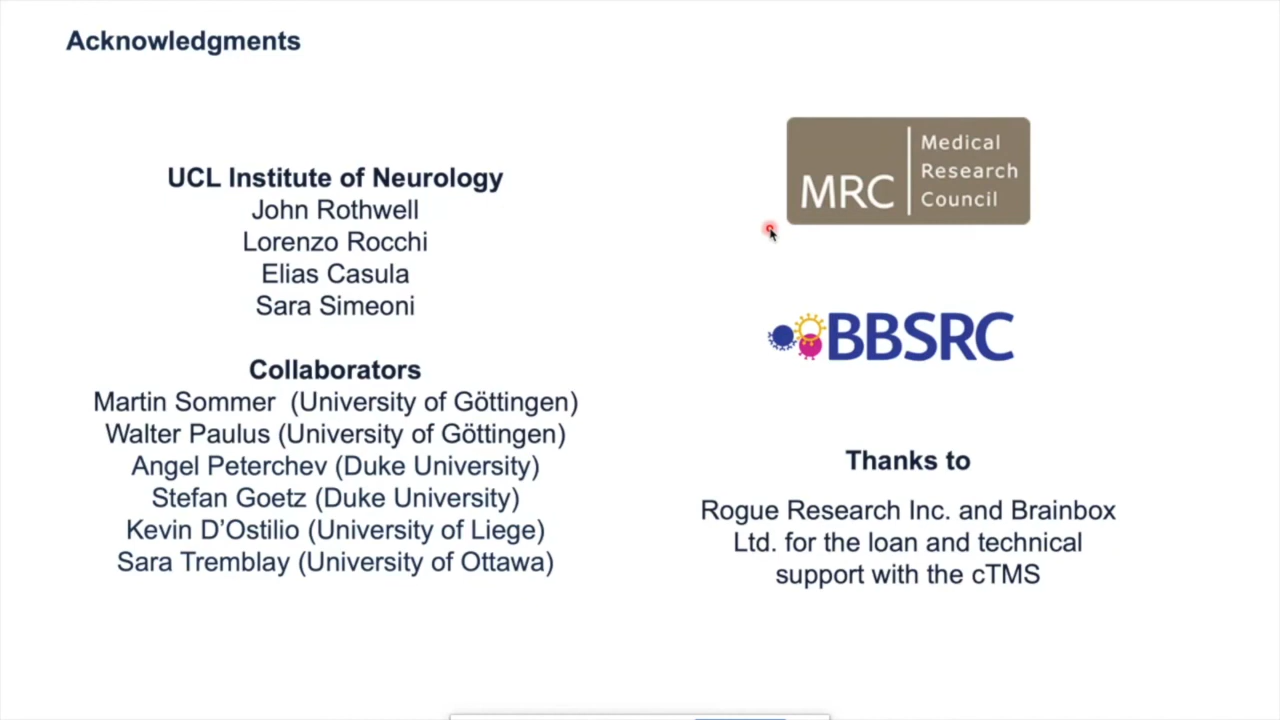 Acknowledgments
UCL Institute of Neurology
John Rothwell
Lorenzo Rocchi
Elias Casula
Sara Simeoni
Collaborators
Martin Sommer (University of Göttingen)
Walter Paulus (University of Göttingen)
Angel Peterchev (Duke University)
Stefan Goetz (Duke University)
Kevin D’Ostilio (University of Liege)
Sara Tremblay (University of Ottawa)
MRC
Medical
Research
Council
BBSRC
Thanks to
Rogue Research Inc. and Brainbox
Ltd. for the loan and technical
support with the cTMS